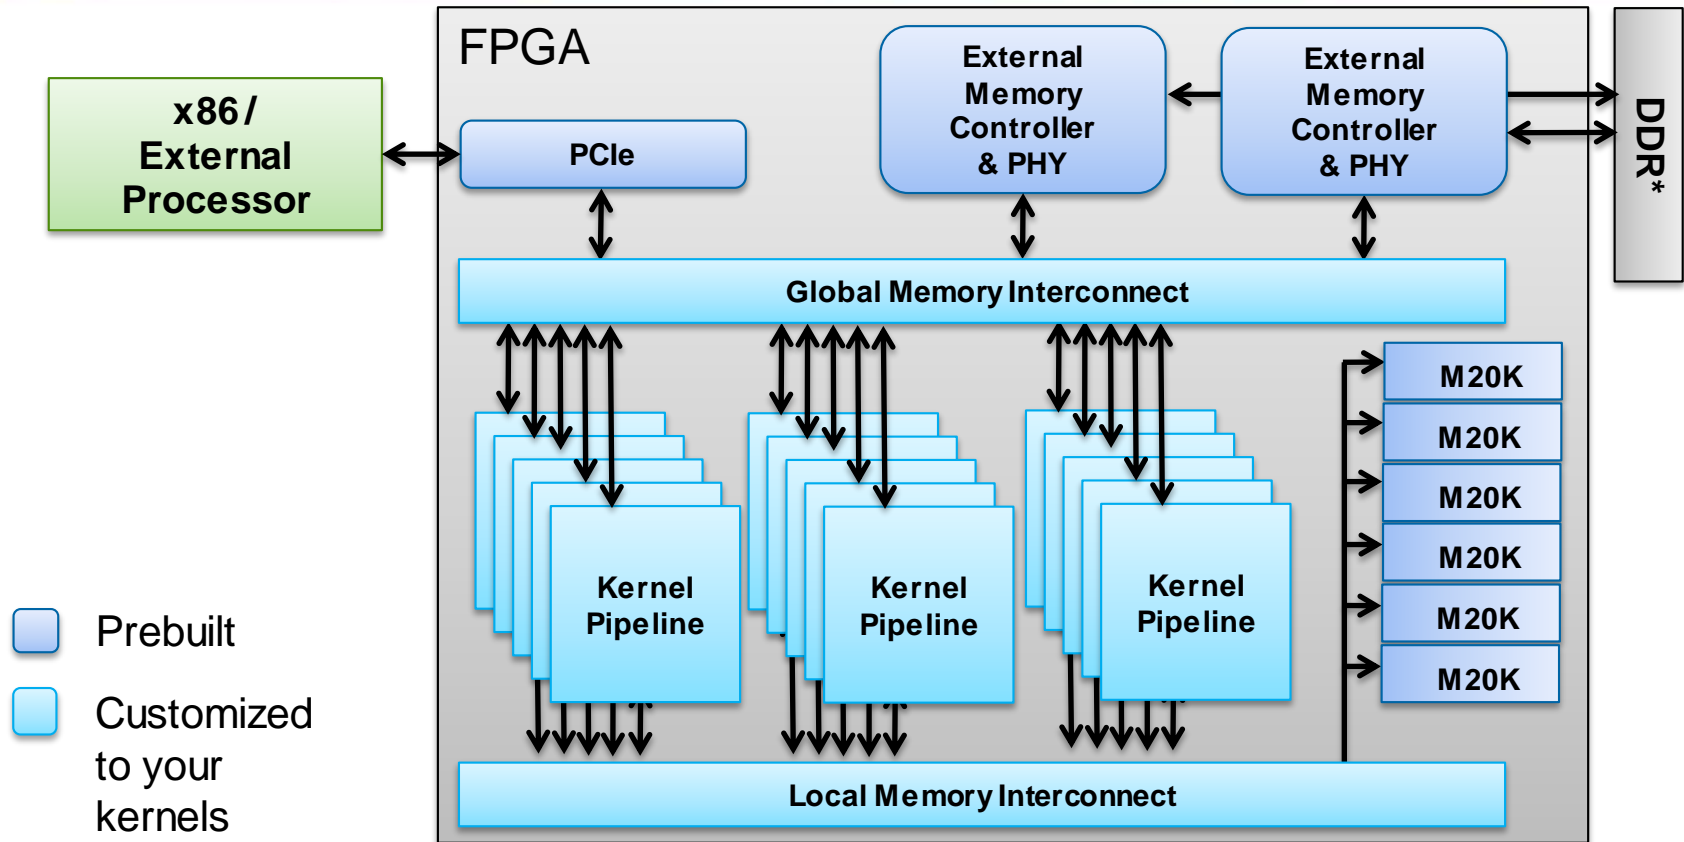 FPGA
x86/
External
Processor
PCIe
External
Memory
Controller
& PHY
External
Memory
Controller
& PHY
DDR*
Global Memory Interconnect
M20K
M20K
M20K
M20K
M20K
M20K
Kernel
Pipeline
Kernel
Pipeline
Kernel
Pipeline
Local Memory Interconnect
Prebuilt
Customized
to your
kernels